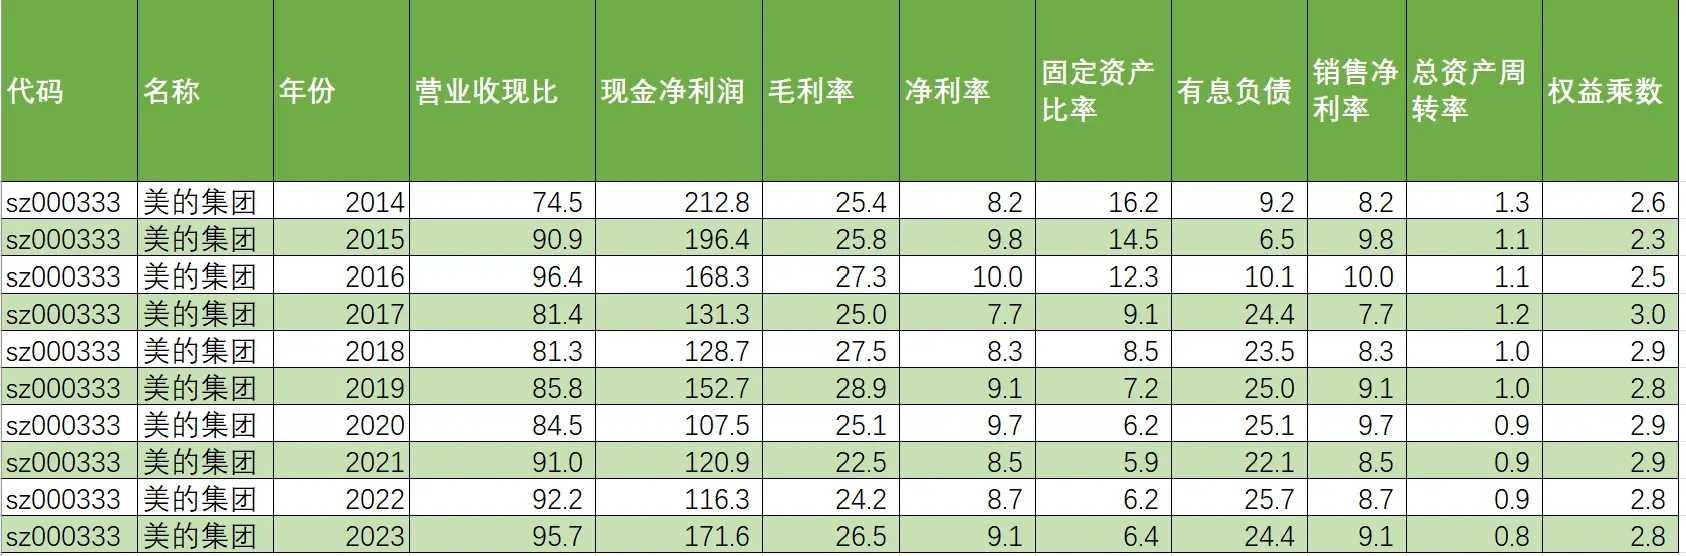 代码 名称 年份 营业收现比 现金净利润 毛利率 净利率 固定资产比率 有息负债 销售净利率 总资产周转率 权益乘数
sz000333 美的集团 2014 74.5 212.8 25.4 8.2 16.2 9.2 8.2 1.3 2.6
sz000333 美的集团 2015 90.9 196.4 25.8 9.8 14.5 6.5 9.8 1.1 2.3
sz000333 美的集团 2016 96.4 168.3 27.3 10.0 12.3 10.1 10.0 1.1 2.5
sz000333 美的集团 2017 81.4 131.3 25.0 7.7 9.1 24.4 7.7 1.2 3.0
sz000333 美的集团 2018 81.3 128.7 27.5 8.3 8.5 23.5 8.3 1.0 2.9
sz000333 美的集团 2019 85.8 152.7 28.9 9.1 7.2 25.0 9.1 1.0 2.8
sz000333 美的集团 2020 84.5 107.5 25.1 9.7 6.2 25.1 9.7 0.9 2.9
sz000333 美的集团 2021 91.0 120.9 22.5 8.5 5.9 22.1 8.5 0.9 2.9
sz000333 美的集团 2022 92.2 116.3 24.2 8.7 6.2 25.7 8.7 0.9 2.8
sz000333 美的集团 2023 95.7 171.6 26.5 9.1 6.4 24.4 9.1 0.8 2.8